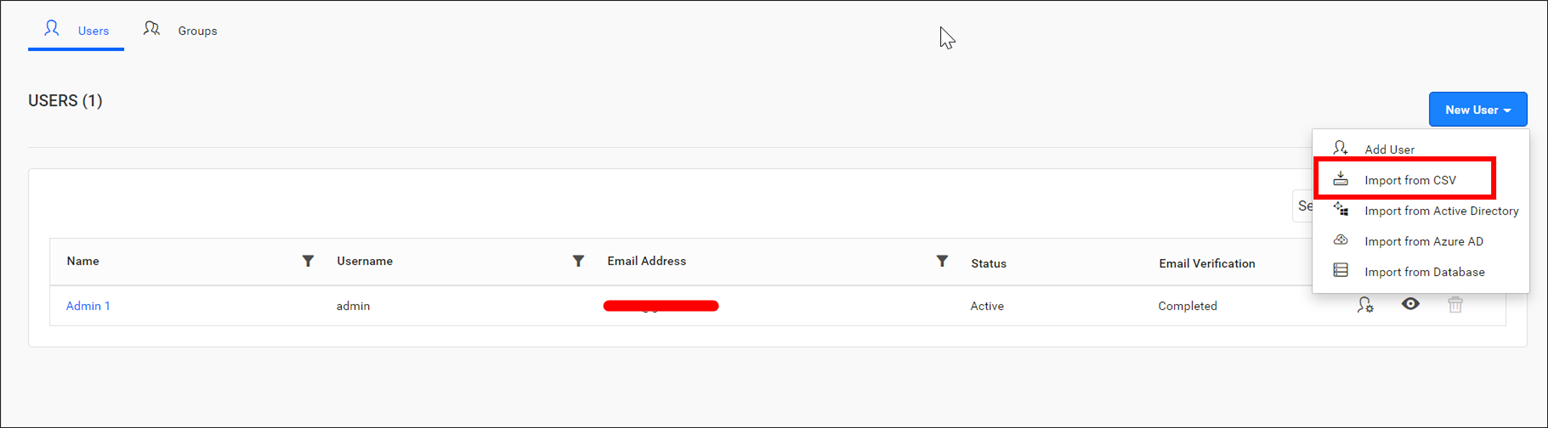 Users Groups
USERS (1)
New User
Add User
Import from CSV
Import from Active Directory
Import from Azure AD
Import from Database
Se
Name Username Email Address Status Email Verification
Admin 1 admin Active Completed